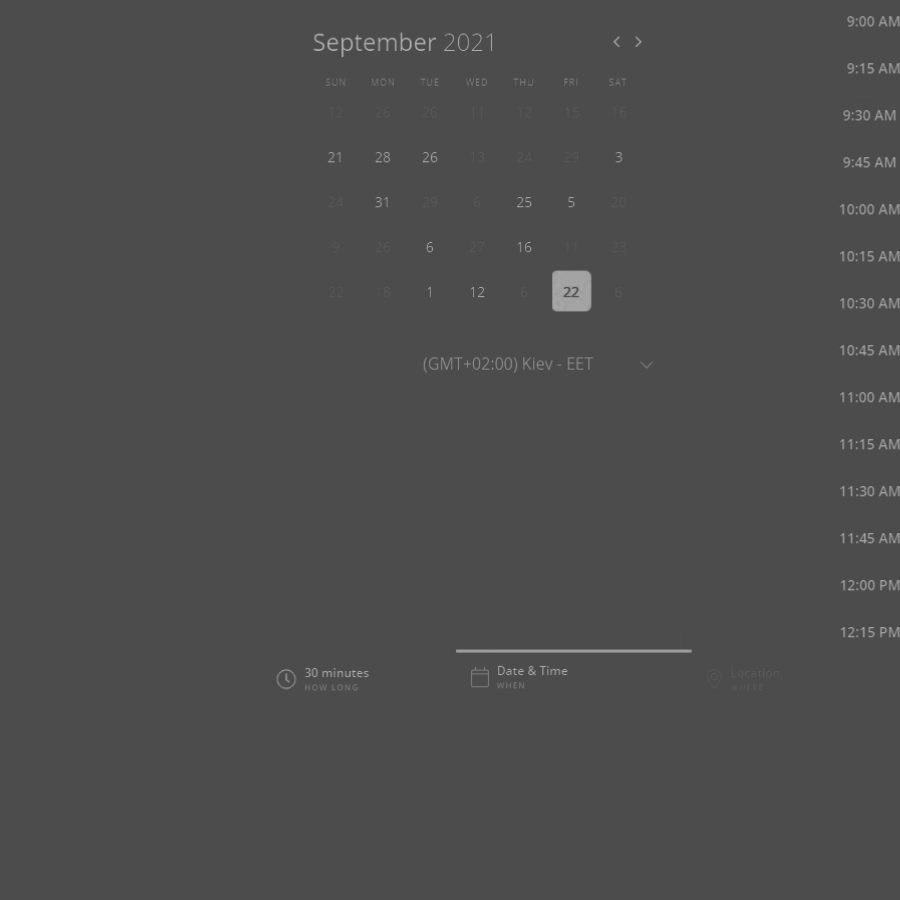 September 2021
SUN MON TUE WED THU FRI SAT
12 26 26 11 12 15 16
21 28 26 13 24 29 3
24 31 29 6 25 5 20
9 26 6 27 16 11 23
22 18 1 12 6 22 6
(GMT+02:00) Kiev - EET
9:00 AM
9:15 AM
9:30 AM
9:45 AM
10:00 AM
10:15 AM
10:30 AM
10:45 AM
11:00 AM
11:15 AM
11:30 AM
11:45 AM
12:00 PM
12:15 PM
30 minutes
HOW LONG
Date & Time
WHEN
Location
WHERE